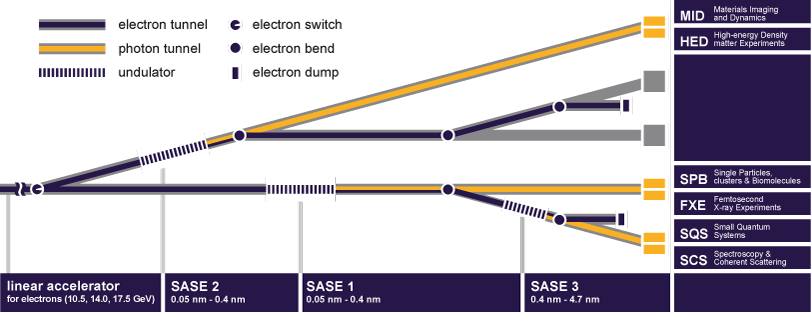 electron tunnel
photon tunnel
undulator
electron switch
electron bend
electron dump
MID
Materials Imaging
and Dynamics
HED
High-energy Density
matter Experiments
SPB
Single Particles,
clusters & Biomolecules
FXE
Femtosecond
X-ray Experiments
SQS
Small Quantum
Systems
SCS
Spectroscopy &
Coherent Scattering
linear accelerator
for electrons (10.5, 14.0, 17.5 GeV)
SASE 2
0.05 nm - 0.4 nm
SASE 1
0.05 nm - 0.4 nm
SASE 3
0.4 nm - 4.7 nm